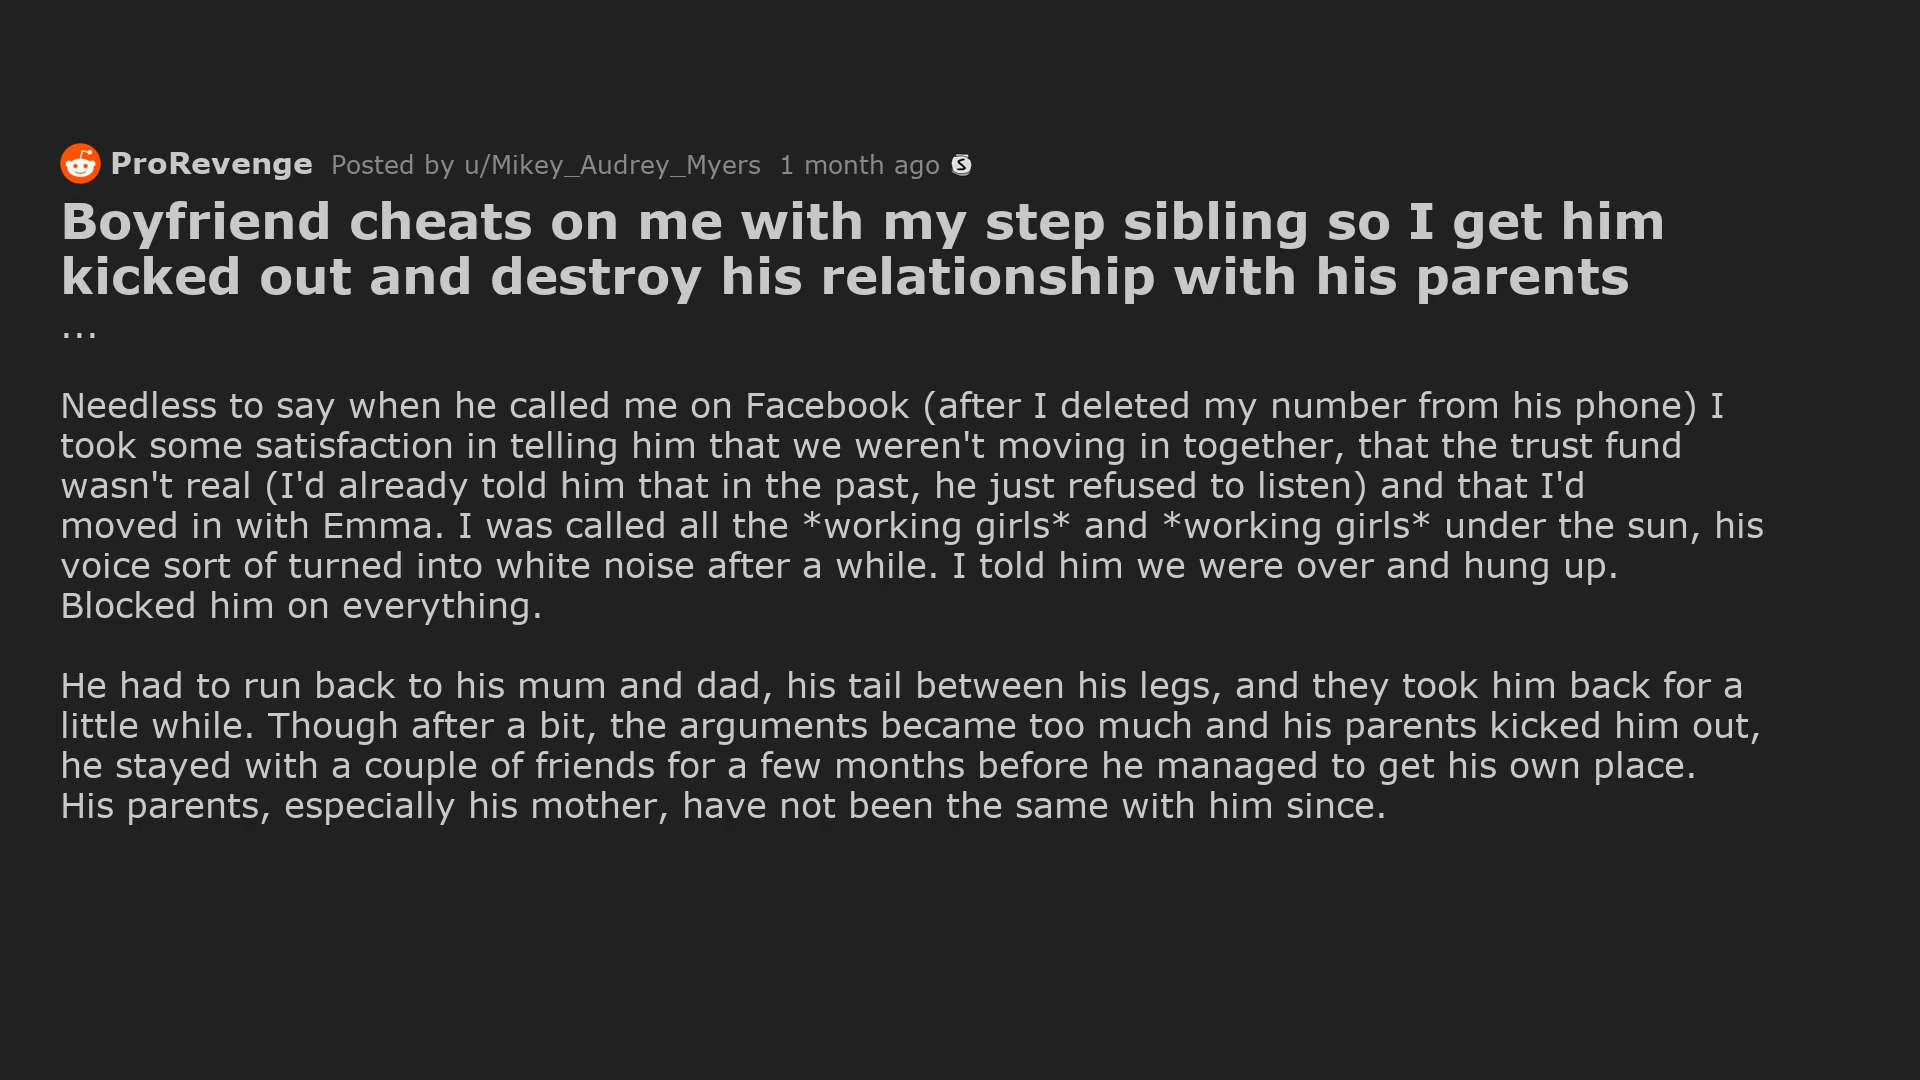 ProRevenge Posted by u/Mikey_Audrey_Myers 1 month ago S
Boyfriend cheats on me with my step sibling so I get him
kicked out and destroy his relationship with his parents
...
Needless to say when he called me on Facebook (after I deleted my number from his phone) I
took some satisfaction in telling him that we weren't moving in together, that the trust fund
wasn't real (I'd already told him that in the past, he just refused to listen) and that I'd
moved in with Emma. I was called all the *working girls* and *working girls* under the sun, his
voice sort of turned into white noise after a while. I told him we were over and hung up.
Blocked him on everything.
He had to run back to his mum and dad, his tail between his legs, and they took him back for a
little while. Though after a bit, the arguments became too much and his parents kicked him out,
he stayed with a couple of friends for a few months before he managed to get his own place.
His parents, especially his mother, have not been the same with him since.